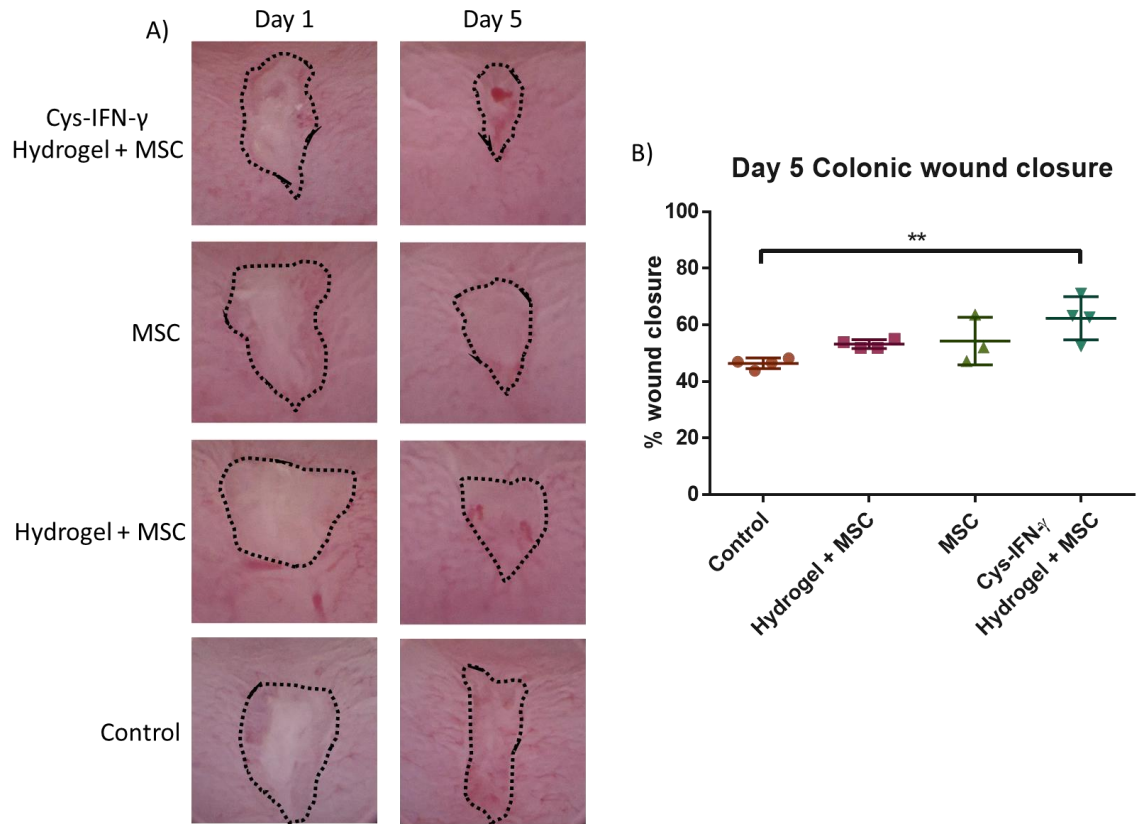 A)
Day 1
Day 5
Cys-IFN-γ
Hydrogel + MSC
MSC
Hydrogel + MSC
Control
B)
Day 5 Colonic wound closure
% wound closure
100
80
60
40
20
0
**
Control
Hydrogel + MSC
MSC
Cys-IFN-γ
Hydrogel + MSC